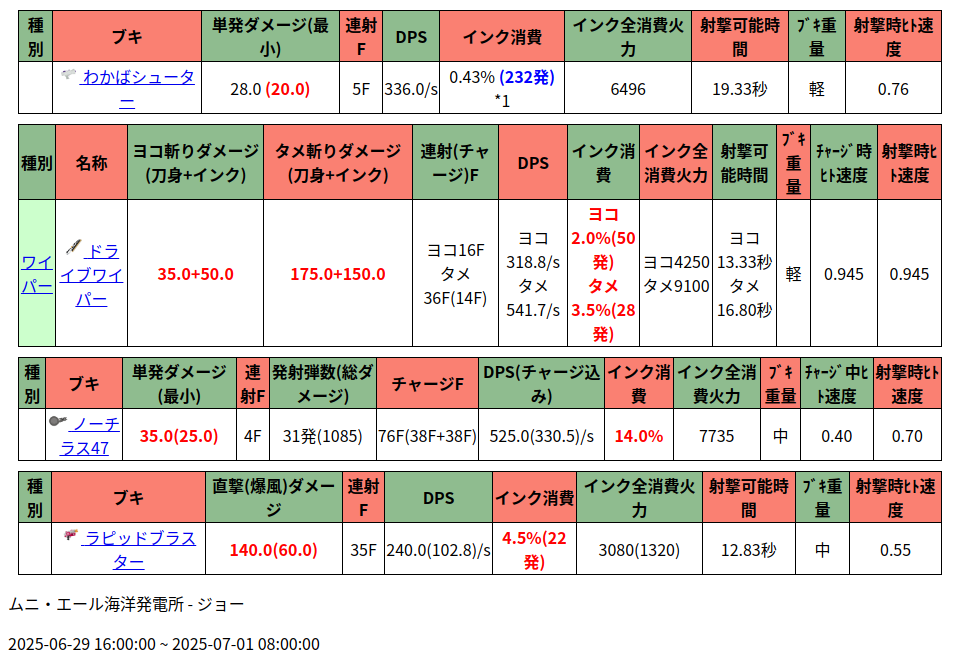 種別 ブキ 単発ダメージ(最小) 連射F DPS インク消費 インク全消費火力 射撃可能時間 ﾌﾞｷ重量 射撃時ﾋﾄ速度
わかばシューター 28.0 (20.0) 5F 336.0/s 0.43% (232発) *1 6496 19.33秒 軽 0.76
種別 名称 ヨコ斬りダメージ(刀身+インク) タメ斬りダメージ(刀身+インク) 連射(チャージ)F DPS インク消費 インク全消費火力 射撃可能時間 ﾌﾞｷ重量 ﾁｬｰｼﾞ時ﾋﾄ速度 射撃時ﾋﾄ速度
ワイパー ドライブワイパー 35.0+50.0 175.0+150.0 ヨコ16F タメ36F(14F) ヨコ318.8/s タメ541.7/s ヨコ2.0%(50発) タメ3.5%(28発) ヨコ4250 タメ9100 ヨコ13.33秒 タメ16.80秒 軽 0.945 0.945
種別 ブキ 単発ダメージ(最小) 連射F 発射弾数(総ダメージ) チャージF DPS(チャージ込み) インク消費 インク全消費火力 ﾌﾞｷ重量 ﾁｬｰｼﾞ中ﾋﾄ速度 射撃時ﾋﾄ速度
ノーチラス47 35.0(25.0) 4F 31発(1085) 76F(38F+38F) 525.0(330.5)/s 14.0% 7735 中 0.40 0.70
種別 ブキ 直撃(爆風)ダメージ 連射F DPS インク消費 インク全消費火力 射撃可能時間 ﾌﾞｷ重量 射撃時ﾋﾄ速度
ラピッドブラスター 140.0(60.0) 35F 240.0(102.8)/s 4.5%(22発) 3080(1320) 12.83秒 中 0.55
ムニ・エール海洋発電所 - ジョー
2025-06-29 16:00:00 ~ 2025-07-01 08:00:00